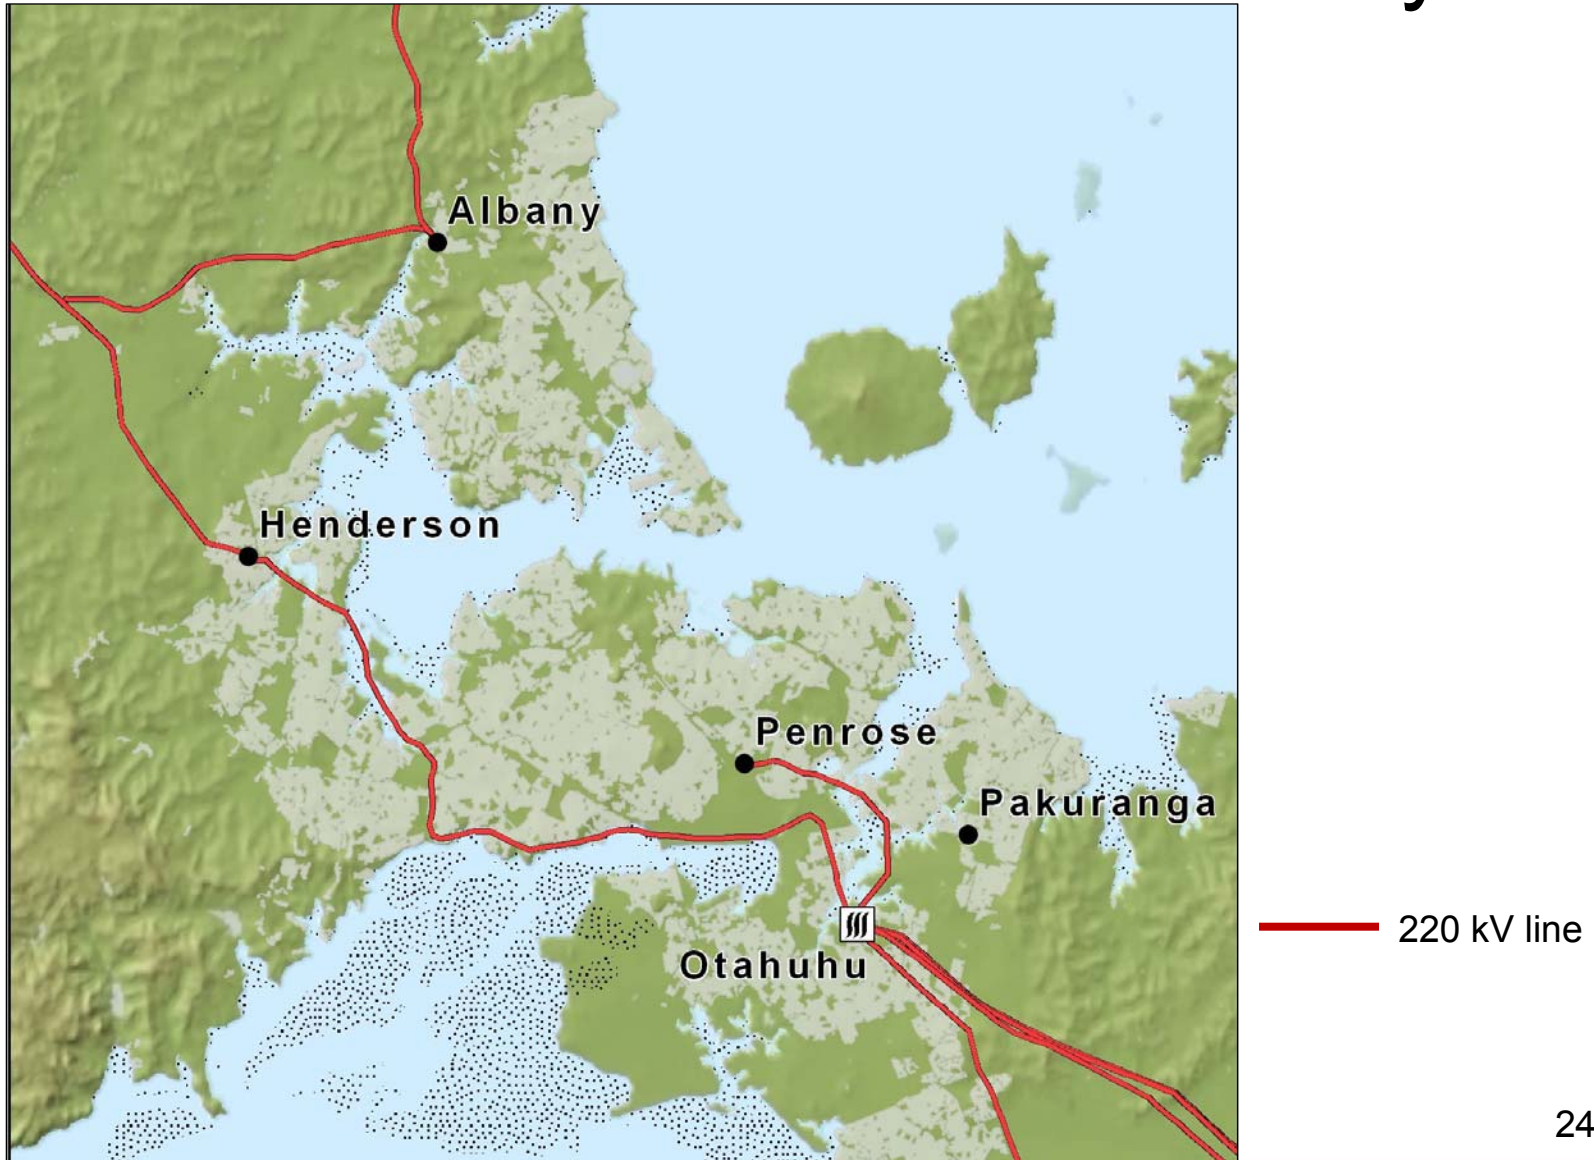 Albany
Henderson
Penrose
Pakuranga
Otahuhu
220 kV line
24